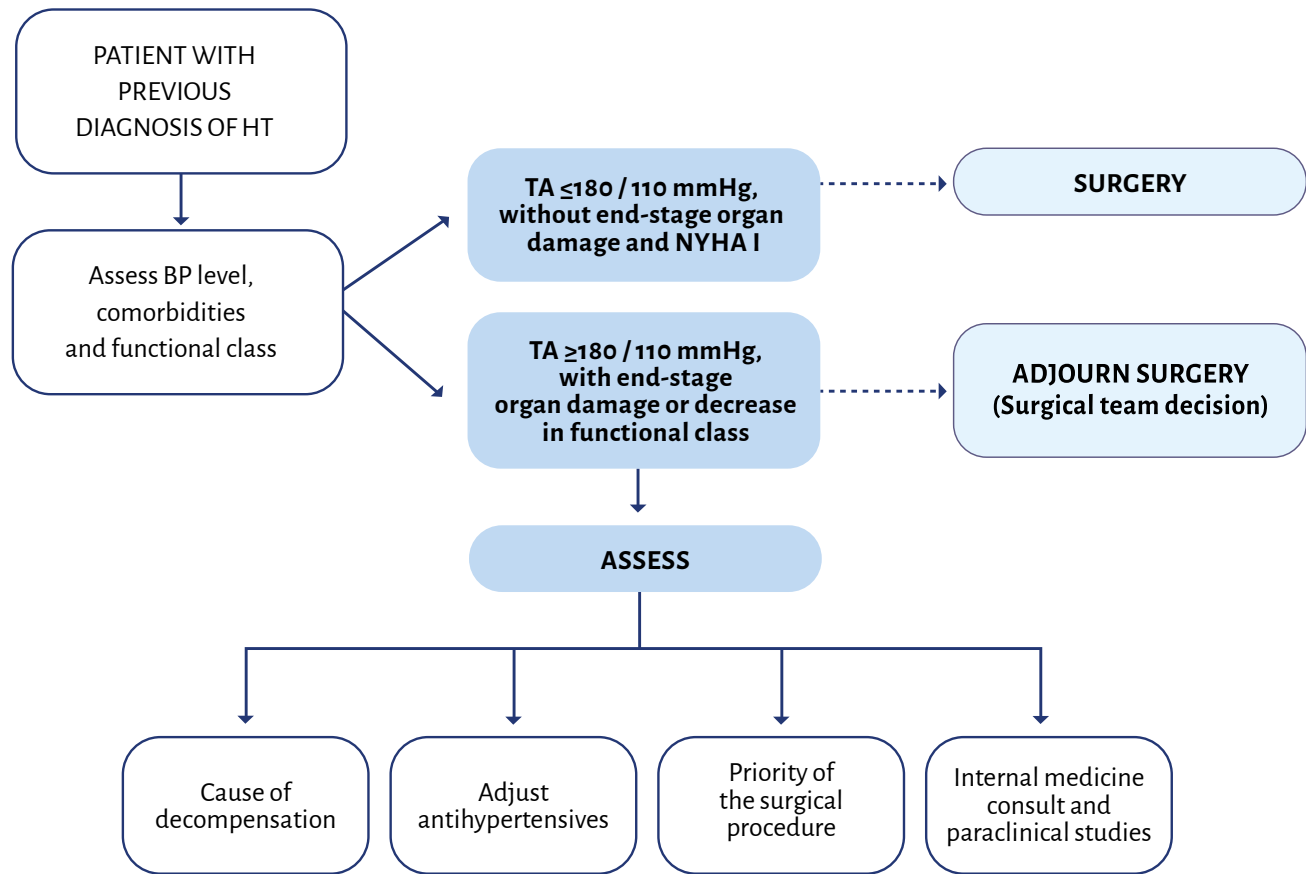 PATIENT WITH
PREVIOUS
DIAGNOSIS OF HT
Assess BP level,
comorbidities
and functional class
TA ≤180 / 110 mmHg,
without end-stage organ
damage and NYHA I
SURGERY
TA ≥180 / 110 mmHg,
with end-stage
organ damage or decrease
in functional class
ADJOURN SURGERY
(Surgical team decision)
ASSESS
Cause of
decompensation
Adjust
antihypertensives
Priority of
the surgical
procedure
Internal medicine
consult and
paraclinical studies